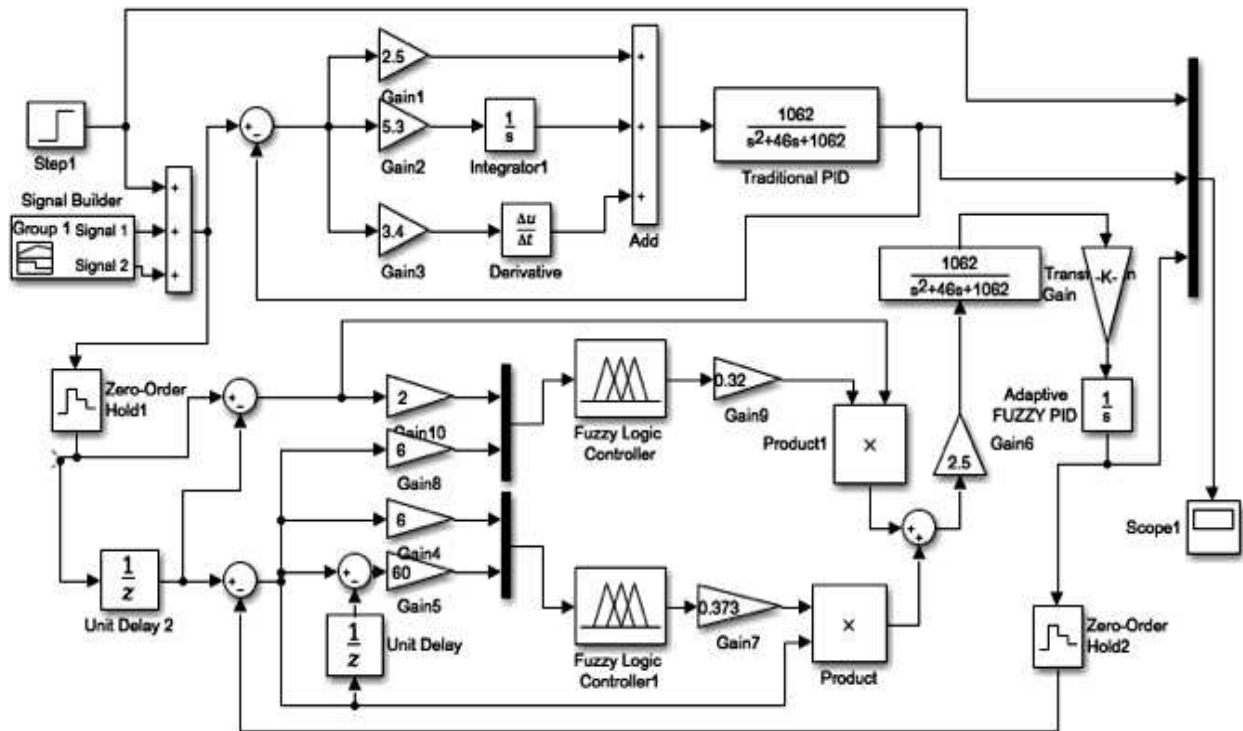 2.5
Gain1
Step1
5.3
Gain2
1
s
Integrator1
1062
s²+46s+1062
Traditional PID
Signal Builder
Group 1
Signal 1
Signal 2
3.4
Gain3
Δu
Δt
Derivative
Add
1062
s²+46s+1062
-K-
Gain
Zero-Order
Hold1
2
Gain10
6
Gain8
Fuzzy Logic
Controller
0.32
Gain9
Product1
×
2.5
Gain6
Adaptive
FUZZY PID
1
s
Scope1
6
Gain4
60
Gain5
1
z
Unit Delay 2
1
z
Unit Delay
Fuzzy Logic
Controller1
0.373
Gain7
×
Product
Zero-Order
Hold2